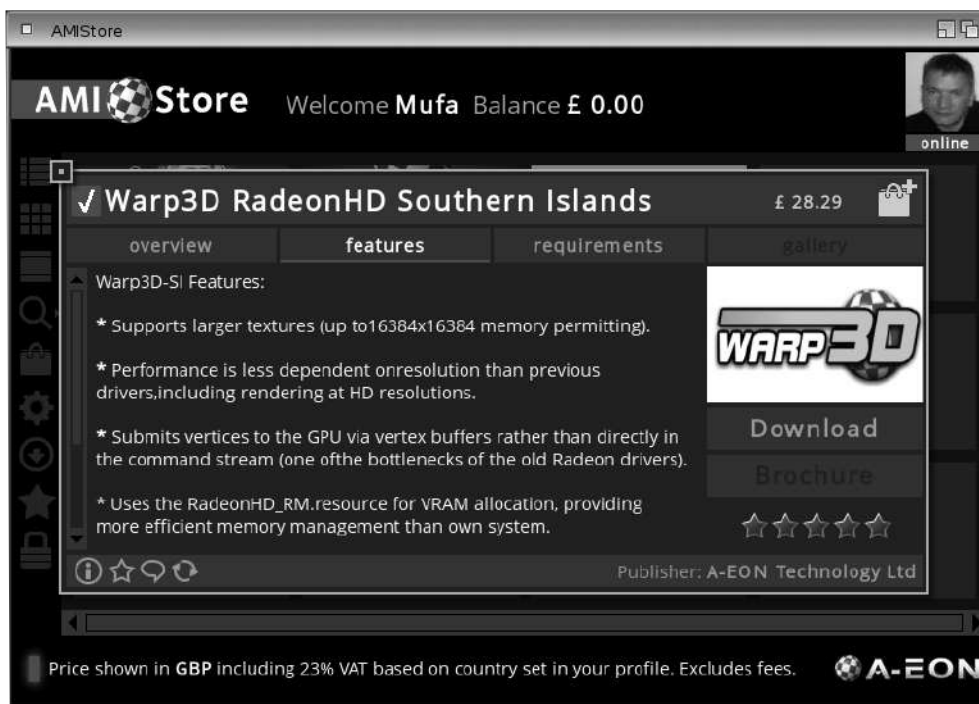 AMIStore
AMI Store Welcome Mufa Balance £ 0.00
online
Warp3D RadeonHD Southern Islands £ 28.29
overview features requirements gallery
Warp3D-SI Features:
* Supports larger textures (up to16384x16384 memory permitting).
* Performance is less dependent onresolution than previous
drivers,including rendering at HD resolutions.
* Submits vertices to the GPU via vertex buffers rather than directly in
the command stream (one ofthe bottlenecks of the old Radeon drivers).
* Uses the RadeonHD_RM.resource for VRAM allocation, providing
more efficient memory management than own system.
WARP3D
Download
Brochure
Publisher: A-EON Technology Ltd
Price shown in GBP including 23% VAT based on country set in your profile. Excludes fees.
A-EON